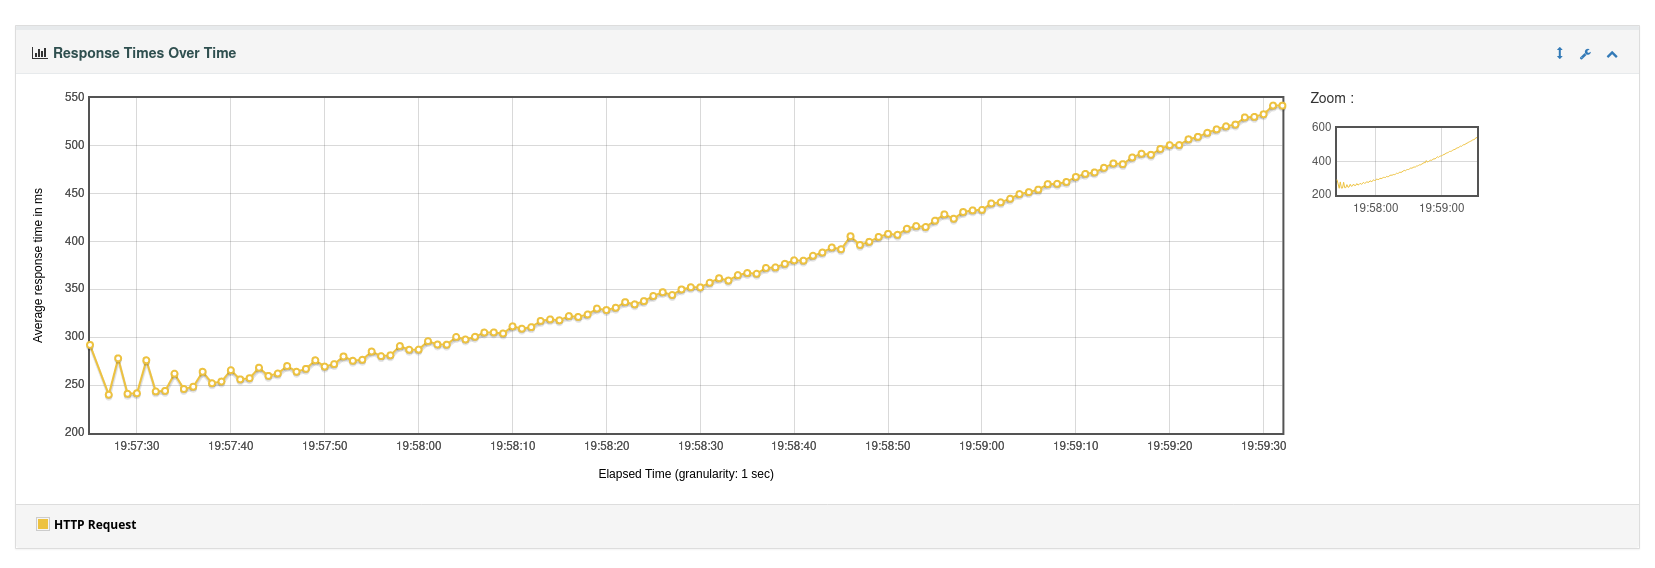 Response Times Over Time
Zoom :
550
500
450
400
350
300
250
200
Average response time in ms
19:57:30 19:57:40 19:57:50 19:58:00 19:58:10 19:58:20 19:58:30 19:58:40 19:58:50 19:59:00 19:59:10 19:59:20 19:59:30
Elapsed Time (granularity: 1 sec)
600
400
200
19:58:00 19:59:00
HTTP Request